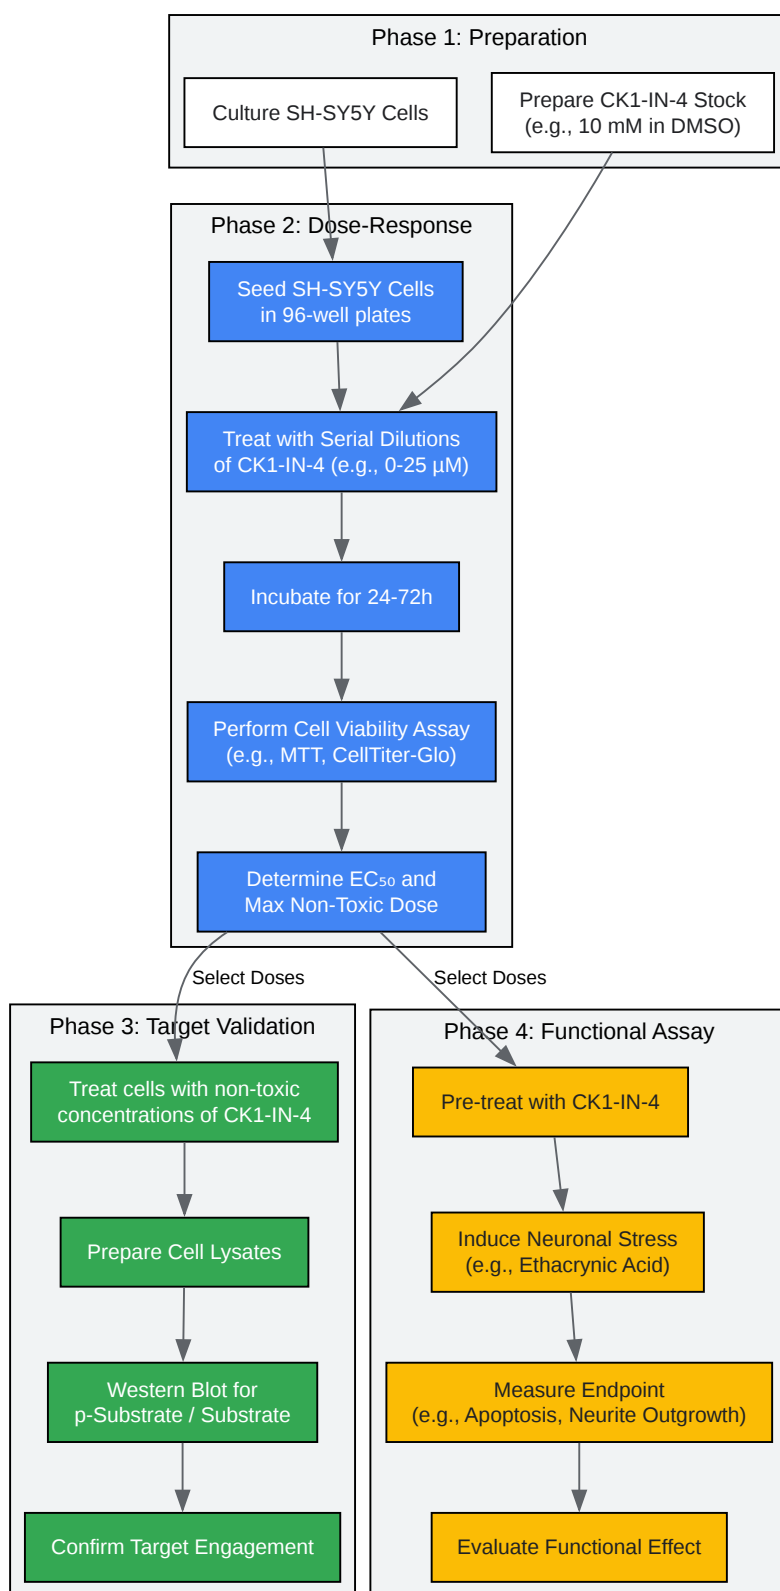 Phase 1: Preparation
Culture SH-SY5Y Cells
Prepare CK1-IN-4 Stock
(e.g., 10 mM in DMSO)
Phase 2: Dose-Response
Seed SH-SY5Y Cells
in 96-well plates
Treat with Serial Dilutions
of CK1-IN-4 (e.g., 0-25 µM)
Incubate for 24-72h
Perform Cell Viability Assay
(e.g., MTT, CellTiter-Glo)
Determine EC₅₀ and
Max Non-Toxic Dose
Select Doses
Select Doses
Phase 3: Target Validation
Treat cells with non-toxic
concentrations of CK1-IN-4
Prepare Cell Lysates
Western Blot for
p-Substrate / Substrate
Confirm Target Engagement
Phase 4: Functional Assay
Pre-treat with CK1-IN-4
Induce Neuronal Stress
(e.g., Ethacrynic Acid)
Measure Endpoint
(e.g., Apoptosis, Neurite Outgrowth)
Evaluate Functional Effect